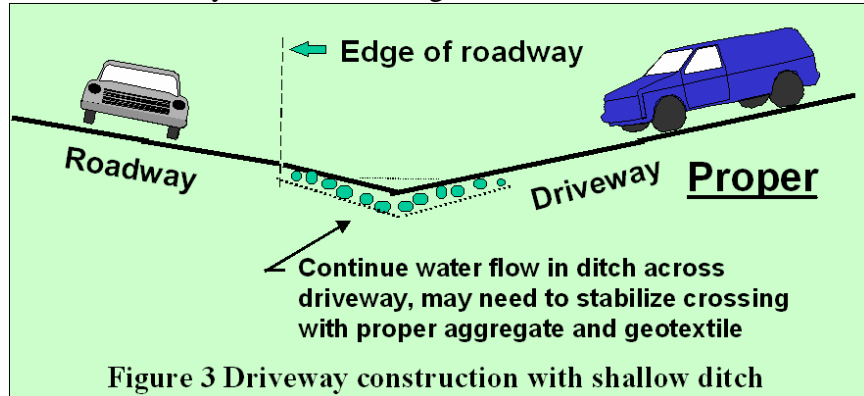 Edge of roadway
Roadway
Driveway
Proper
Continue water flow in ditch across
driveway, may need to stabilize crossing
with proper aggregate and geotextile
Figure 3 Driveway construction with shallow ditch